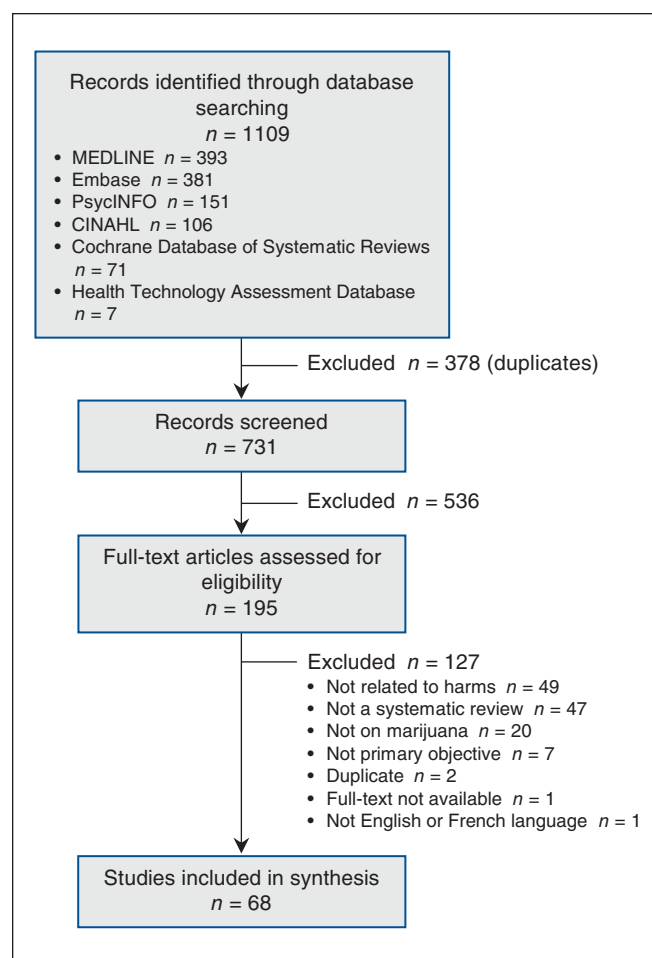 Records identified through database
searching
n = 1109
• MEDLINE n = 393
• Embase n = 381
• PsycINFO n = 151
• CINAHL n = 106
• Cochrane Database of Systematic Reviews
n = 71
• Health Technology Assessment Database
n = 7
Excluded n = 378 (duplicates)
Records screened
n = 731
Excluded n = 536
Full-text articles assessed for
eligibility
n = 195
Excluded n = 127
• Not related to harms n = 49
• Not a systematic review n = 47
• Not on marijuana n = 20
• Not primary objective n = 7
• Duplicate n = 2
• Full-text not available n = 1
• Not English or French language n = 1
Studies included in synthesis
n = 68